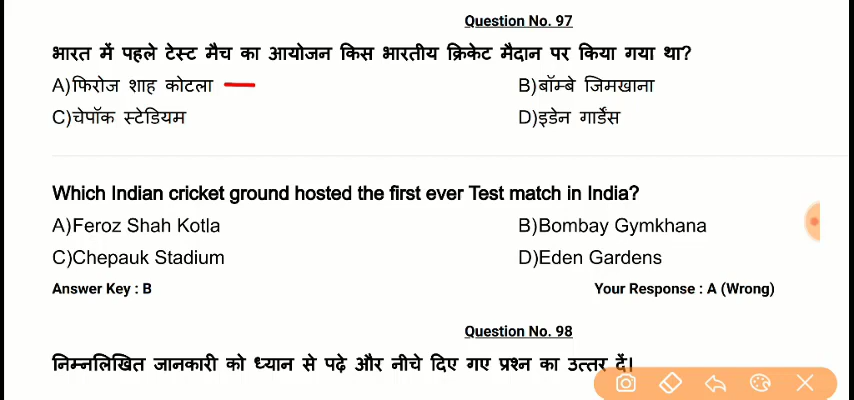 Question No. 97
भारत में पहले टेस्ट मैच का आयोजन किस भारतीय क्रिकेट मैदान पर किया गया था?
A)फिरोज शाह कोटला B)बॉम्बे जिमखाना
C)चेपॉक स्टेडियम D)इडेन गार्डेंस
Which Indian cricket ground hosted the first ever Test match in India?
A)Feroz Shah Kotla B)Bombay Gymkhana
C)Chepauk Stadium D)Eden Gardens
Answer Key : B Your Response : A (Wrong)
Question No. 98
निम्नलिखित जानकारी को ध्यान से पढ़े और नीचे दिए गए प्रश्न का उत्तर दें।